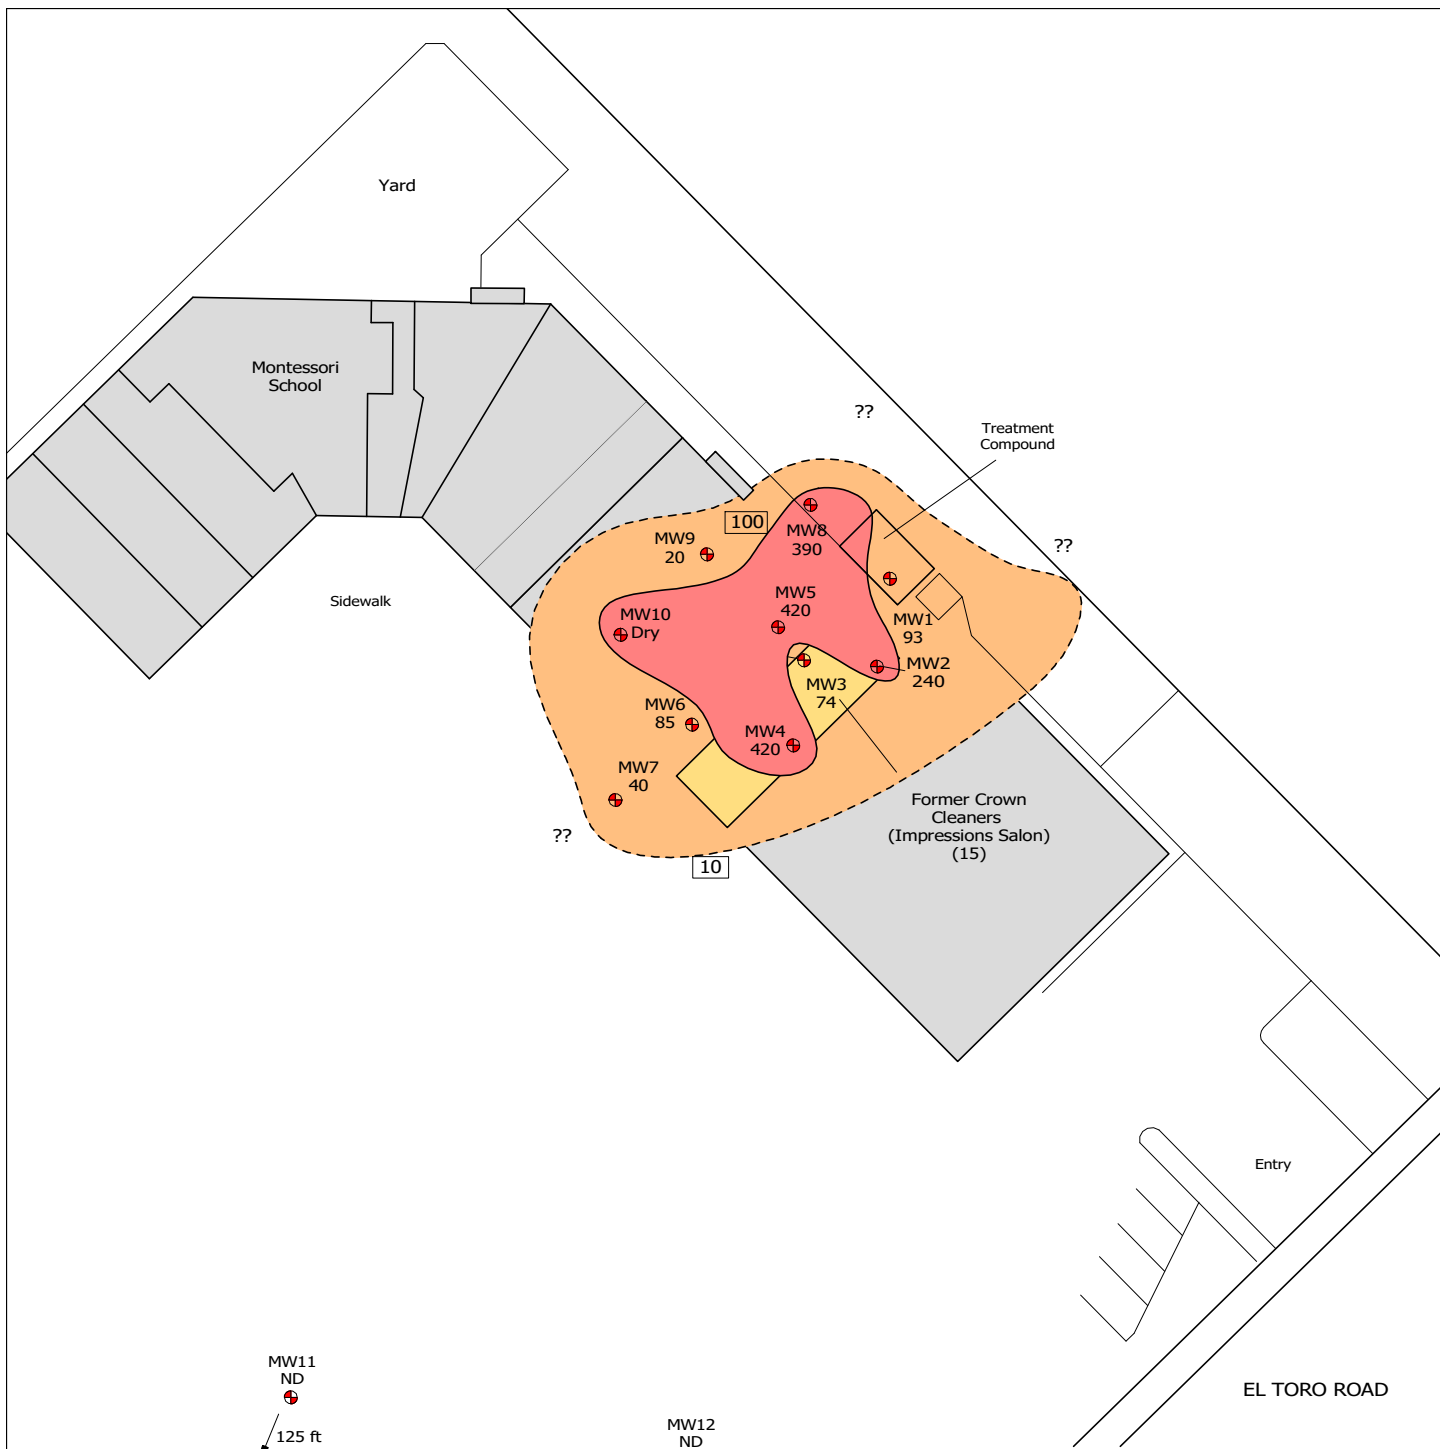 Yard
Montessori
School
??
Treatment
Compound
100
MW8
390
MW9
20
??
MW5
420
Sidewalk
MW10
Dry
MW1
93
MW2
240
MW3
74
MW6
85
MW4
420
MW7
40
Former Crown
Cleaners
(Impressions Salon)
(15)
??
10
Entry
MW11
ND
EL TORO ROAD
MW12
ND
125 ft